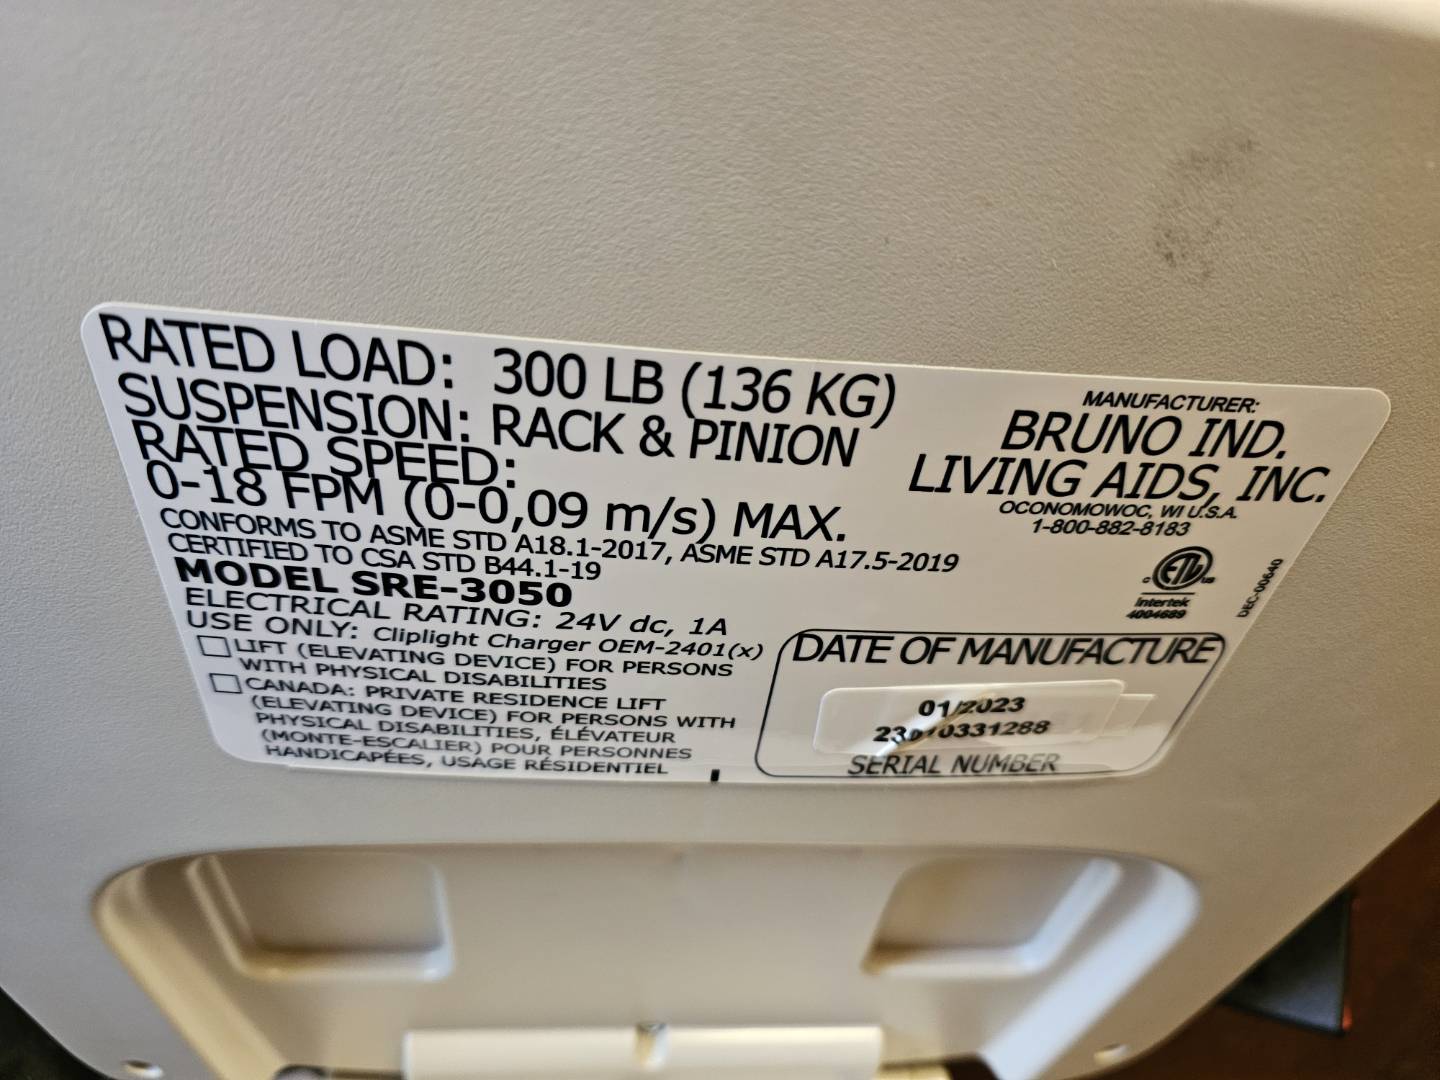 RATED LOAD: 300 LB (136 KG)
SUSPENSION: RACK & PINION
RATED SPEED:
0-18 FPM (0-0,09 m/s) MAX.
CONFORMS TO ASME STD A18.1-2017, ASME STD A17.5-2019
CERTIFIED TO CSA STD B44.1-19
MODEL SRE-3050
ELECTRICAL RATING: 24V dc, 1A
USE ONLY: Cliplight Charger OEM-2401(x)
LIFT (ELEVATING DEVICE) FOR PERSONS
WITH PHYSICAL DISABILITIES
CANADA: PRIVATE RESIDENCE LIFT
(ELEVATING DEVICE) FOR PERSONS WITH
PHYSICAL DISABILITIES, ÉLÉVATEUR
(MONTE-ESCALIER) POUR PERSONNES
HANDICAPÉES, USAGE RÉSIDENTIEL
MANUFACTURER:
BRUNO IND.
LIVING AIDS, INC.
OCONOMOWOC, WI U.S.A.
1-800-882-8183
C ETL US
Intertek
4004689
DEC-00640
DATE OF MANUFACTURE
01/2023
SERIAL NUMBER